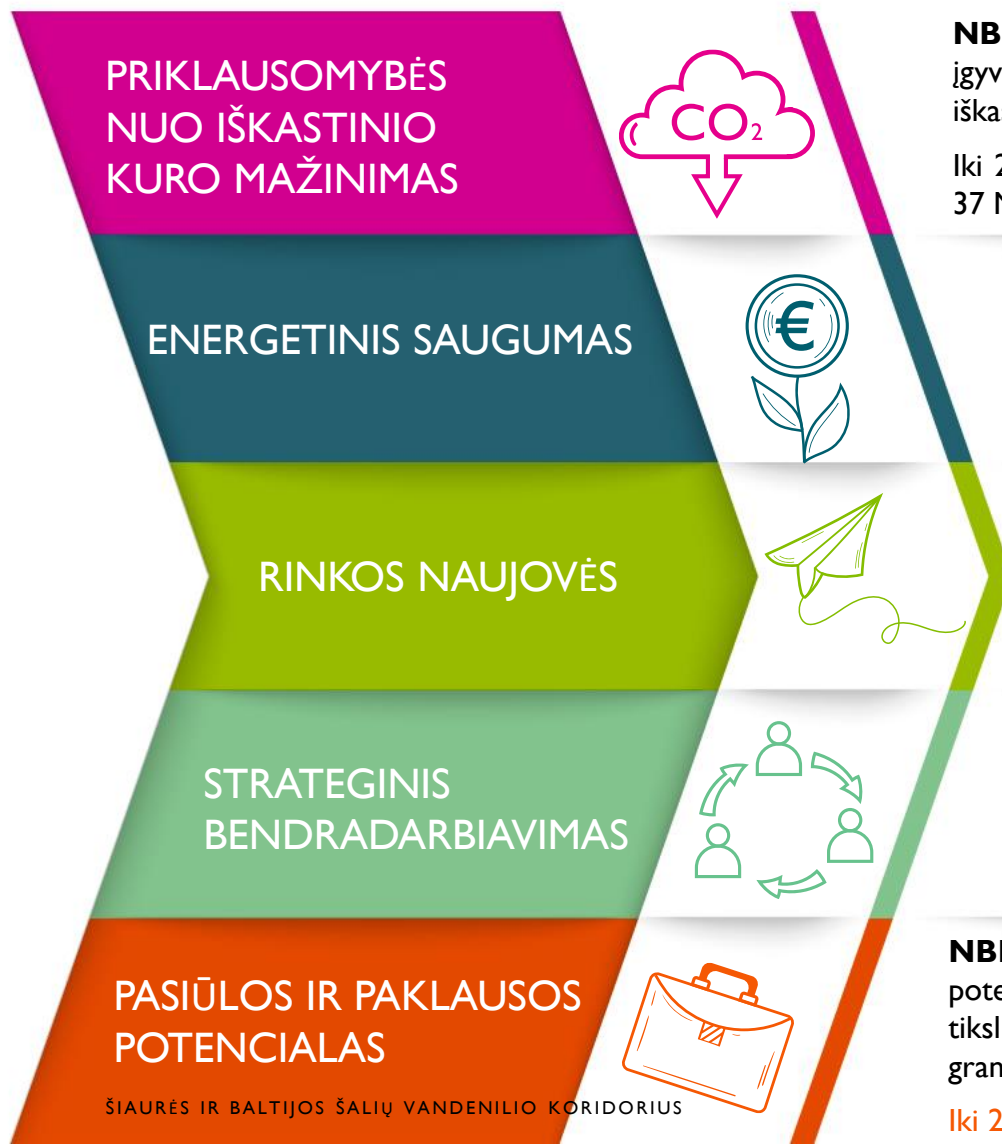 PRIKLAUSOMYBĖS
NUO IŠKASTINIO
KURO MAŽINIMAS
CO₂
ENERGETINIS SAUGUMAS
€
RINKOS NAUJOVĖS
STRATEGINIS
BENDRADARBIAVIMAS
PASIŪLOS IR PAKLAUSOS
POTENCIALAS
ŠIAURĖS IR BALTIJOS ŠALIŲ VANDENILIO KORIDORIUS
Iki
37
Iki